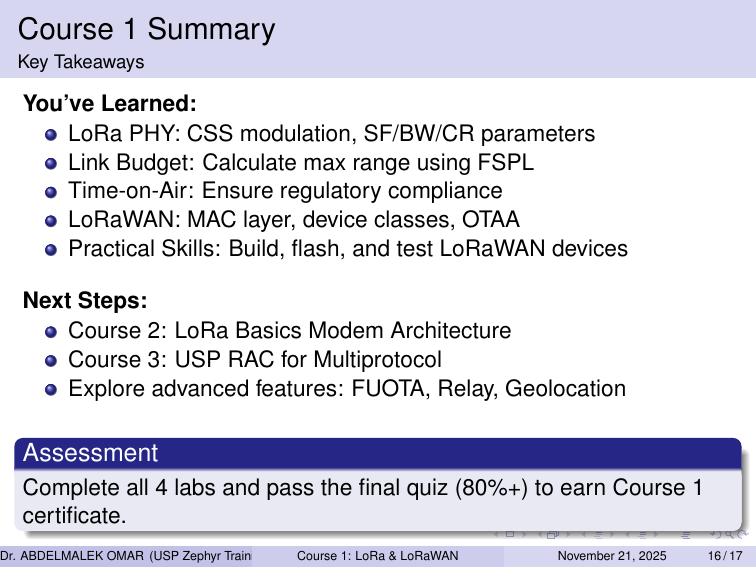 Course 1 Summary
Key Takeaways
You've Learned:
LoRa PHY: CSS modulation, SF/BW/CR parameters
Link Budget: Calculate max range using FSPL
Time-on-Air: Ensure regulatory compliance
LoRaWAN: MAC layer, device classes, OTAA
Practical Skills: Build, flash, and test LoRaWAN devices
Next Steps:
Course 2: LoRa Basics Modem Architecture
Course 3: USP RAC for Multiprotocol
Explore advanced features: FUOTA, Relay, Geolocation
Assessment
Complete all 4 labs and pass the final quiz (80%+) to earn Course 1
certificate.
Dr. ABDELMALEK OMAR (USP Zephyr Train Course 1: LoRa & LoRaWAN November 21, 2025 16 / 17